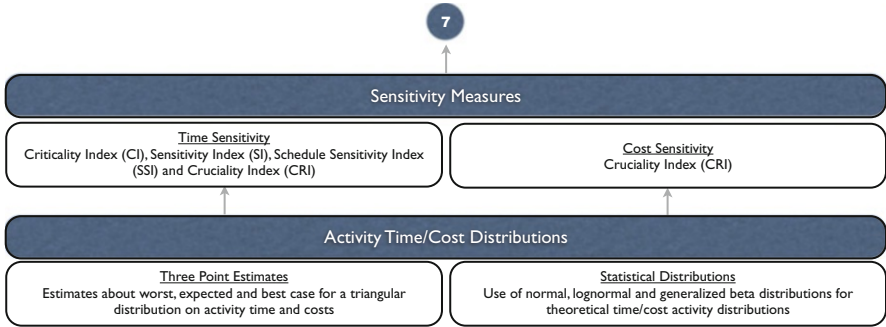 7
Sensitivity Measures
Time Sensitivity
Criticality Index (CI), Sensitivity Index (SI), Schedule Sensitivity Index
(SSI) and Cruciality Index (CRI)
Cost Sensitivity
Cruciality Index (CRI)
Activity Time/Cost Distributions
Three Point Estimates
Estimates about worst, expected and best case for a triangular
distribution on activity time and costs
Statistical Distributions
Use of normal, lognormal and generalized beta distributions for
theoretical time/cost activity distributions